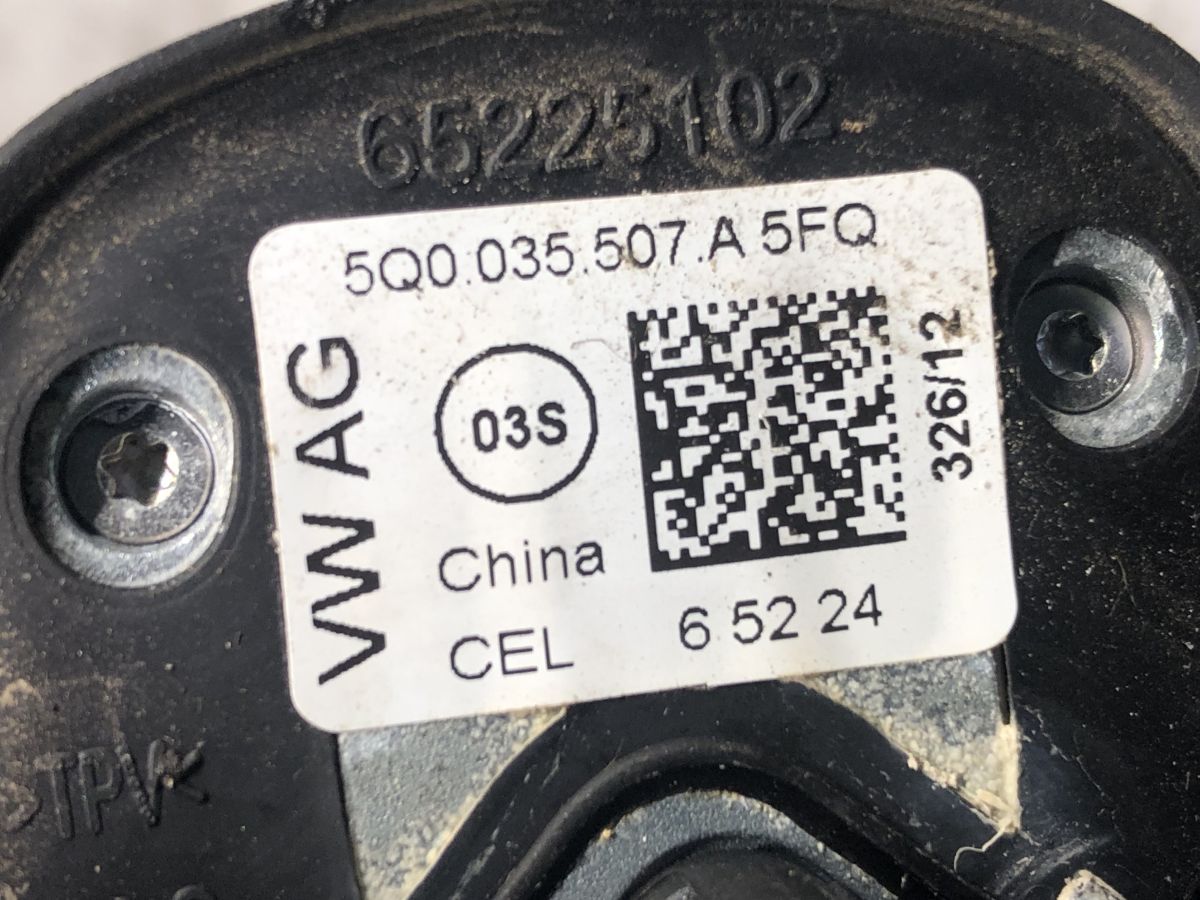 65225102
5Q0.035.507.A 5FQ
VW AG
03S
326/12
China
CEL
6 52 24
>TPV<